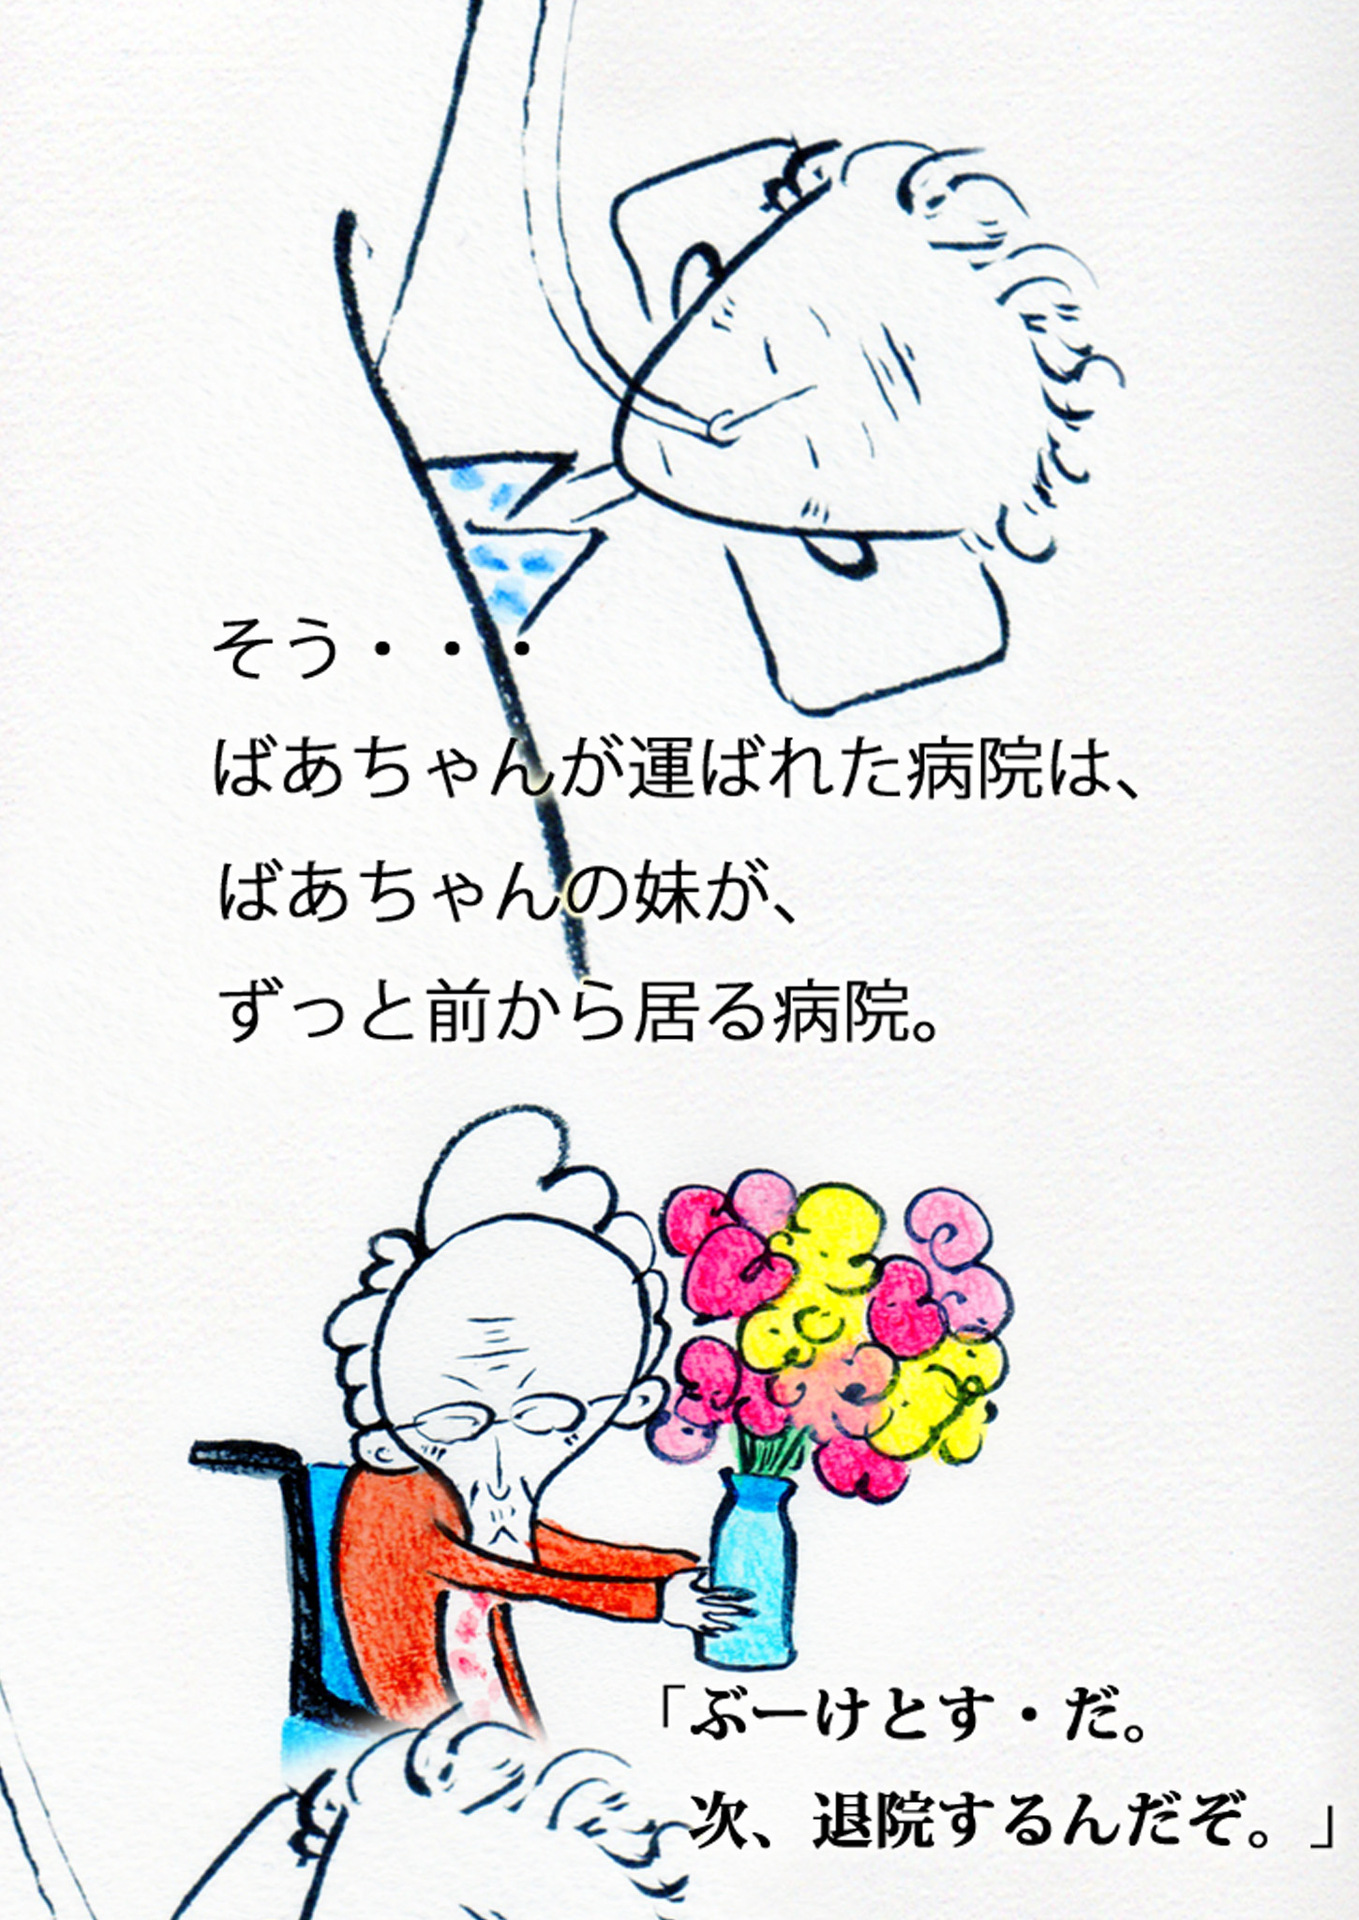 そう・・・
ばあちゃんが運ばれた病院は、
ばあちゃんの妹が、
ずっと前から居る病院。
「ぶーけとす・だ。
次、退院するんだぞ。」